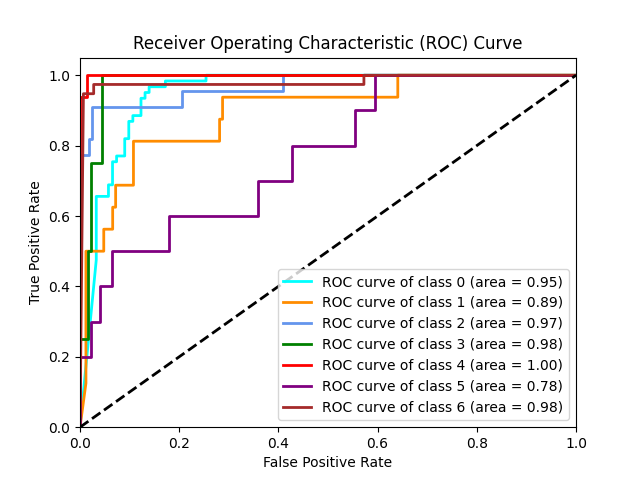 Receiver Operating Characteristic (ROC) Curve
1.0
0.8
0.6
0.4
0.2
0.0
True Positive Rate
ROC curve of class 0 (area = 0.95)
ROC curve of class 1 (area = 0.89)
ROC curve of class 2 (area = 0.97)
ROC curve of class 3 (area = 0.98)
ROC curve of class 4 (area = 1.00)
ROC curve of class 5 (area = 0.78)
ROC curve of class 6 (area = 0.98)
0.0 0.2 0.4 0.6 0.8 1.0
False Positive Rate